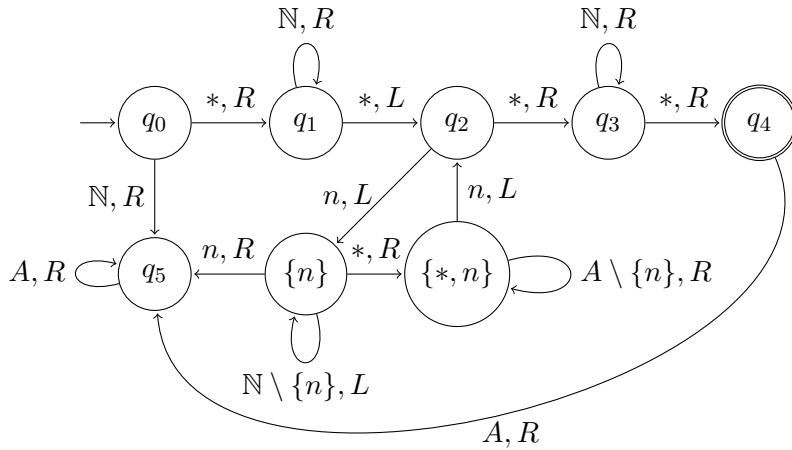 ℕ, R ℕ, R
q₀ *, R q₁ *, L q₂ *, R q₃ *, R q₄
ℕ, R n, L n, L
A, R q₅ n, R {n} *, R {*, n} A \ {n}, R
ℕ \ {n}, L
A, R